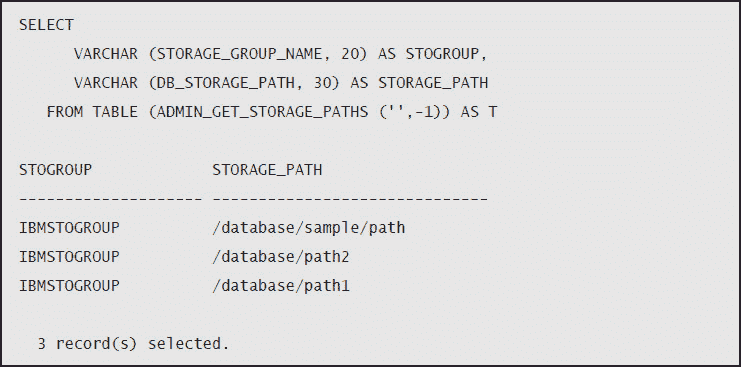 SELECT
VARCHAR (STORAGE_GROUP_NAME, 20) AS STOGROUP,
VARCHAR (DB_STORAGE_PATH, 30) AS STORAGE_PATH
FROM TABLE (ADMIN_GET_STORAGE_PATHS ('',-1)) AS T
STOGROUP STORAGE_PATH
-------------------- ------------------------------
IBMSTOGROUP /database/sample/path
IBMSTOGROUP /database/path2
IBMSTOGROUP /database/path1
3 record(s) selected.